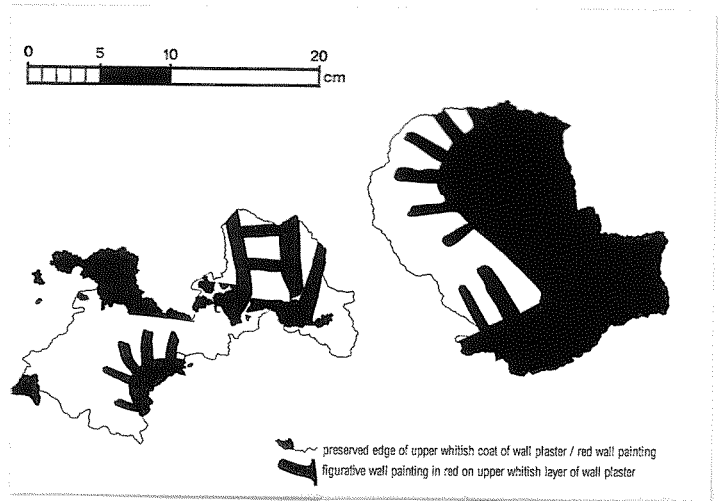 0 5 10 20
cm
preserved edge of upper whitish coat of wall plaster / red wall painting
figurative wall painting in red on upper whitish layer of wall plaster